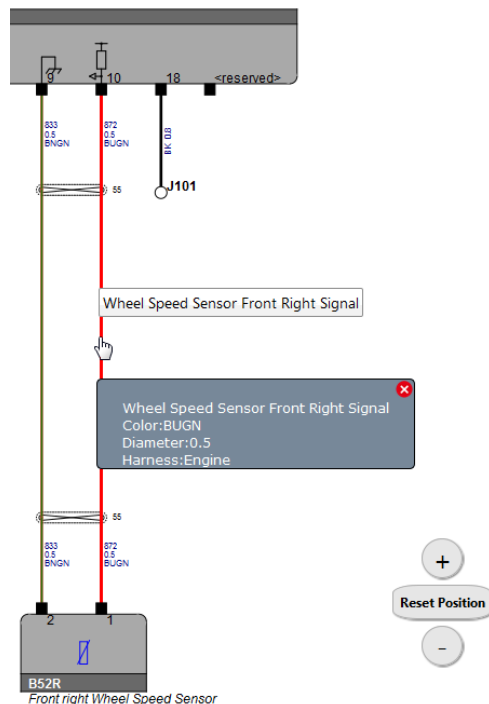 9
10
18
<reserved>
833
0.5
BNGN
872
0.5
BUGN
BK 0.8
55
J101
Wheel Speed Sensor Front Right Signal
Wheel Speed Sensor Front Right Signal
Color:BUGN
Diameter:0.5
Harness:Engine
55
833
0.5
BNGN
872
0.5
BUGN
+
Reset Position
-
2
1
B52R
Front right Wheel Speed Sensor